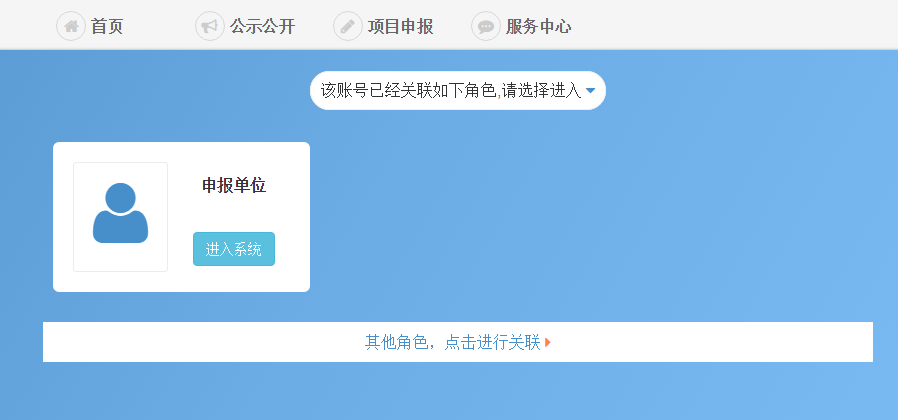 首页 公示公开 项目申报 服务中心
该账号已经关联如下角色,请选择进入
申报单位
进入系统
其他角色，点击进行关联